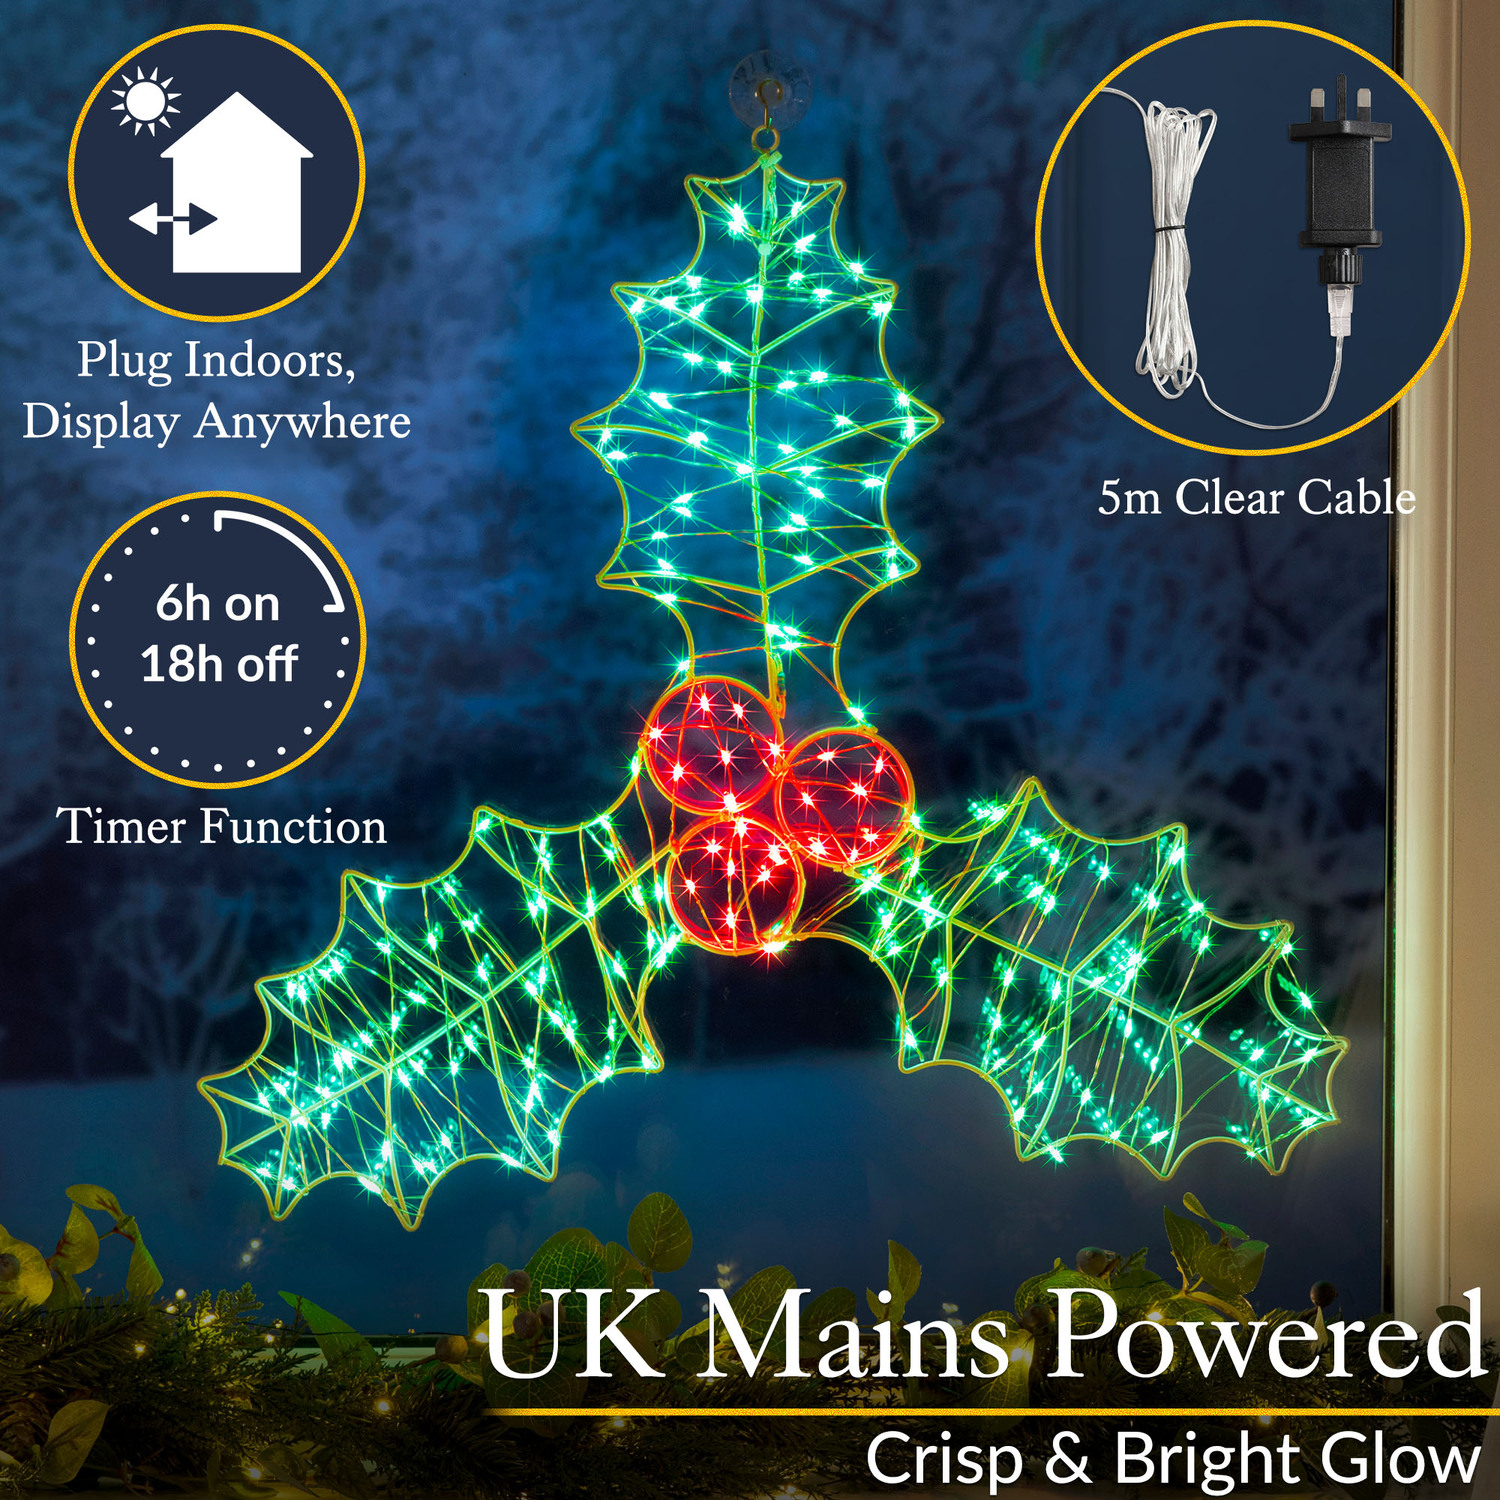 Plug Indoors,
Display Anywhere
5m Clear Cable
6h on
18h off
Timer Function
UK Mains Powered
Crisp & Bright Glow